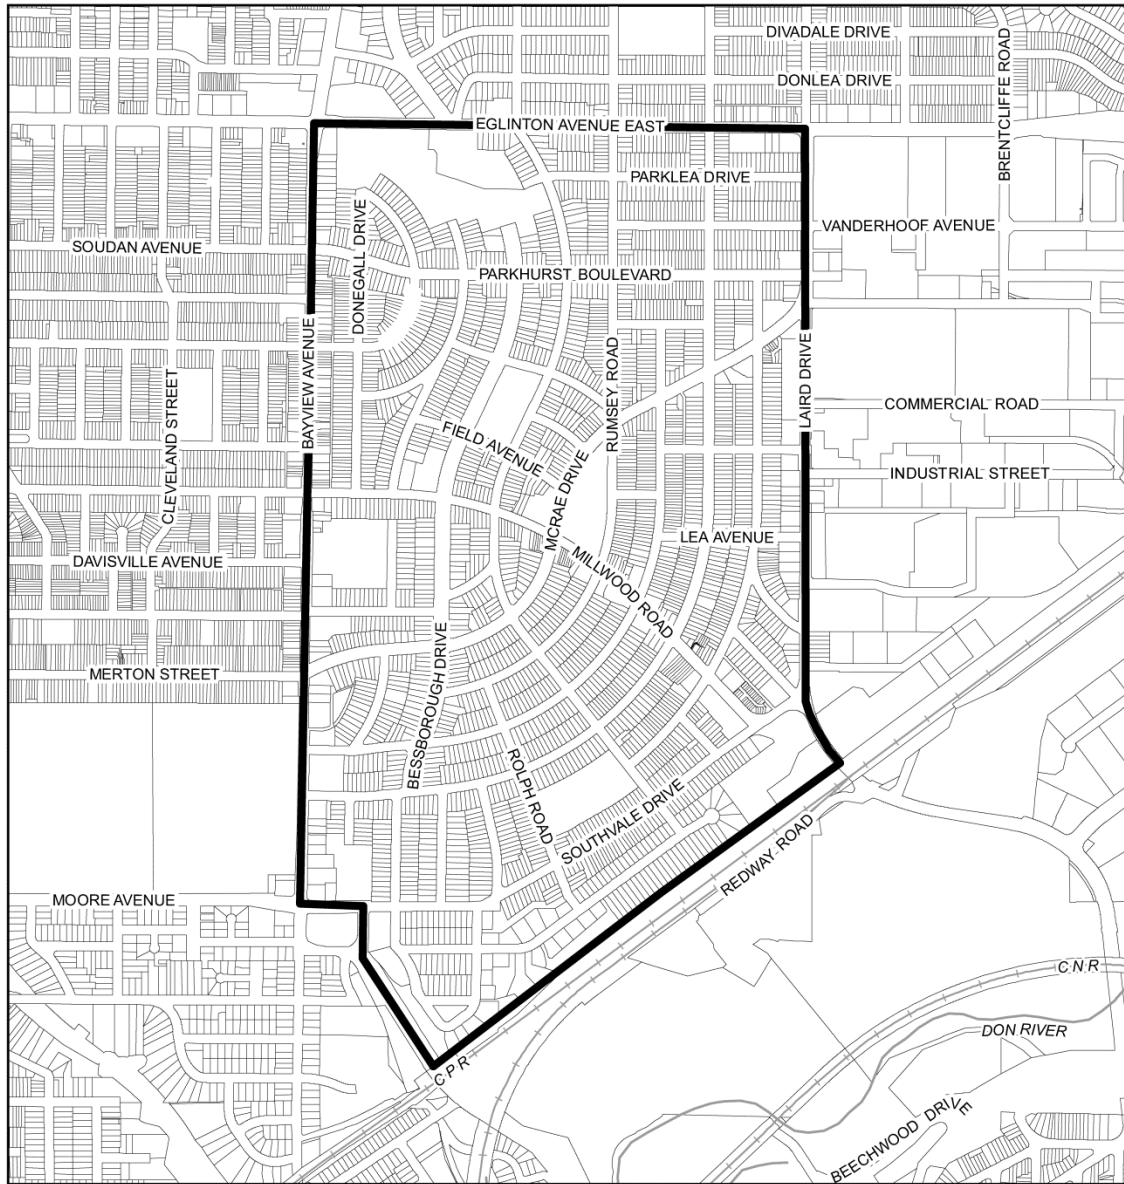 DIVADALE DRIVE
BRENTCLIFFE ROAD
DONLEA DRIVE
EGLINTON AVENUE EAST
PARKLEA DRIVE
DONEGALL DRIVE
VANDERHOOF AVENUE
SOUDAN AVENUE
PARKHURST BOULEVARD
BAYVIEW AVENUE
RUMSEY ROAD
LAIRD DRIVE
CLEVELAND STREET
COMMERCIAL ROAD
FIELD AVENUE
INDUSTRIAL STREET
MCRAE DRIVE
LEA AVENUE
DAVISVILLE AVENUE
MILLWOOD ROAD
BESSBOROUGH DRIVE
MERTON STREET
ROLPH ROAD
SOUTHVALE DRIVE
REDWAY ROAD
MOORE AVENUE
CNR
DON RIVER
CPR
BEECHWOOD DRIVE